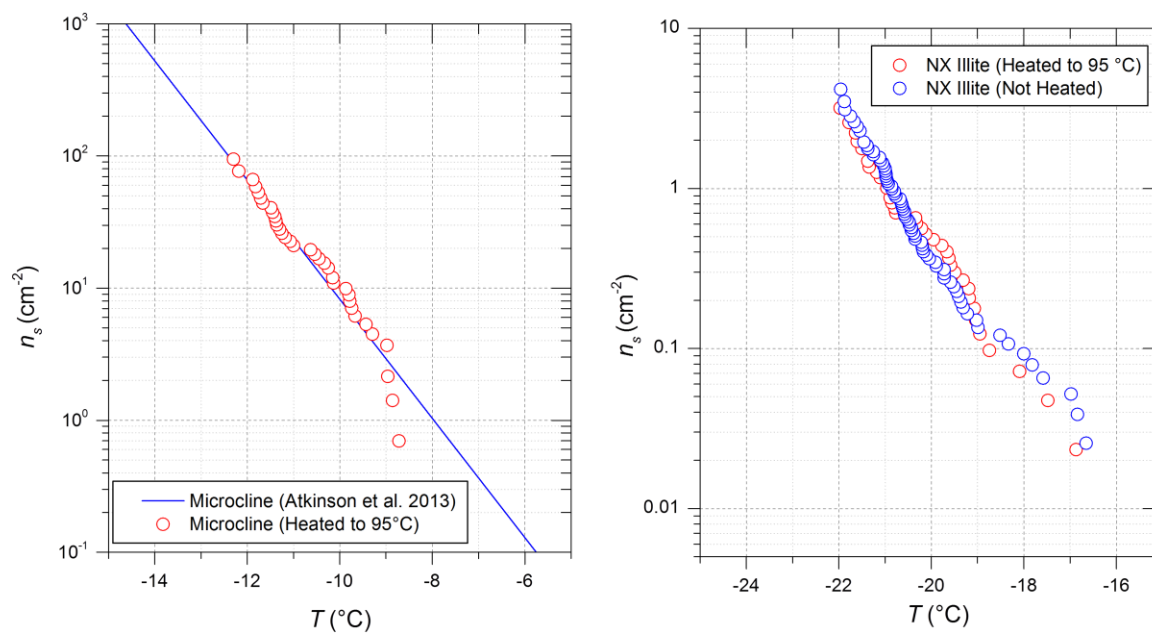 10³
10²
10¹
10⁰
10⁻¹
n_s (cm⁻²)
Microcline (Atkinson et al. 2013)
Microcline (Heated to 95°C)
-14
-12
-10
-8
-6
T (°C)
10
1
0.1
0.01
n_s (cm⁻²)
NX Illite (Heated to 95 °C)
NX Illite (Not Heated)
-24
-22
-20
-18
-16
T (°C)